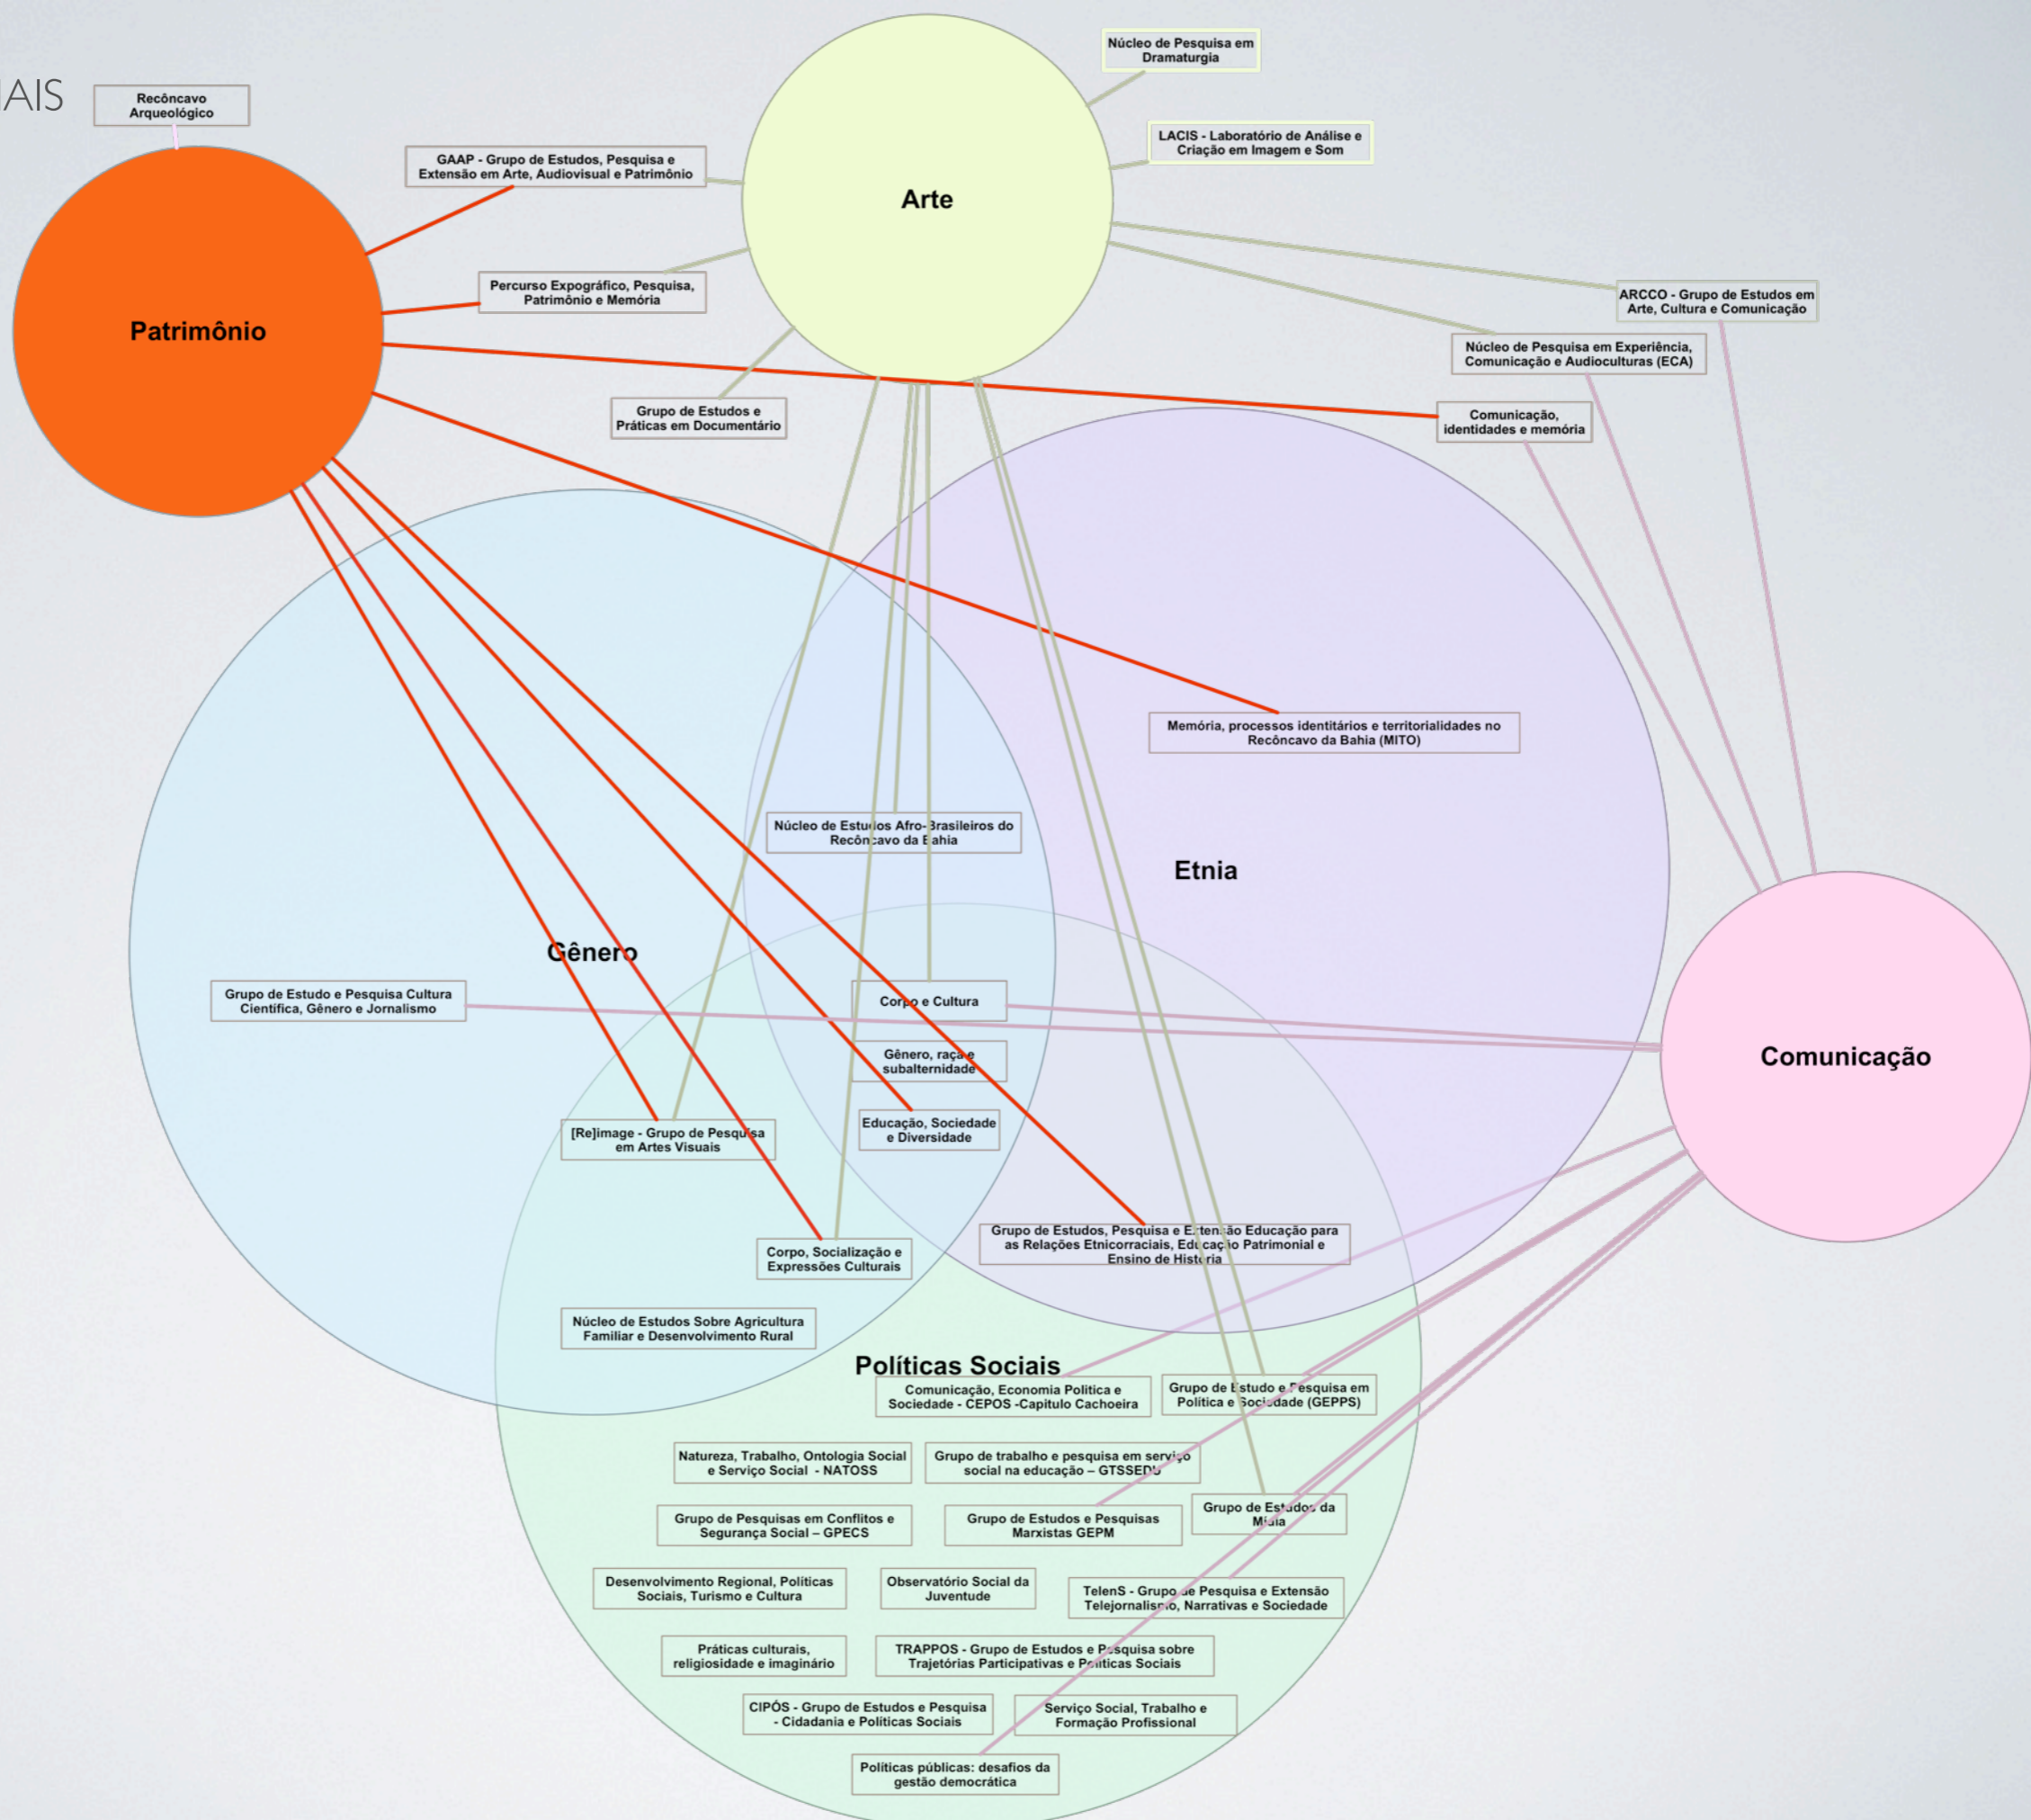 IAIS
Recôncavo
Arqueológico
Núcleo de Pesquisa em
Dramaturgia
LACIS - Laboratório de Análise e
Criação em Imagem e Som
GAAP - Grupo de Estudos, Pesquisa e
Extensão em Arte, Audiovisual e Patrimônio
Arte
Percurso Expográfico, Pesquisa,
Patrimônio e Memória
ARCCO - Grupo de Estudos em
Arte, Cultura e Comunicação
Patrimônio
Núcleo de Pesquisa em Experiência,
Comunicação e Audioculturas (ECA)
Grupo de Estudos e
Práticas em Documentário
Comunicação,
identidades e memória
Memória, processos identitários e territorialidades no
Recôncavo da Bahia (MITO)
Núcleo de Estudos Afro-Brasileiros do
Recôncavo da Bahia
Etnia
Gênero
Grupo de Estudo e Pesquisa Cultura
Científica, Gênero e Jornalismo
Corpo e Cultura
Gênero, raça e
subalternidade
Comunicação
[Re]image - Grupo de Pesquisa
em Artes Visuais
Educação, Sociedade
e Diversidade
Corpo, Socialização e
Expressões Culturais
Grupo de Estudos, Pesquisa e Extensão Educação para
as Relações Etnicorraciais, Educação Patrimonial e
Ensino de História
Núcleo de Estudos Sobre Agricultura
Familiar e Desenvolvimento Rural
Políticas Sociais
Comunicação, Economia Politica e
Sociedade - CEPOS -Capitulo Cachoeira
Grupo de Estudo e Pesquisa em
Política e Sociedade (GEPPS)
Natureza, Trabalho, Ontologia Social
e Serviço Social - NATOSS
Grupo de trabalho e pesquisa em serviço
social na educação – GTSSEDU
Grupo de Pesquisas em Conflitos e
Segurança Social – GPECS
Grupo de Estudos e Pesquisas
Marxistas GEPM
Grupo de Estudos da
Mídia
Desenvolvimento Regional, Políticas
Sociais, Turismo e Cultura
Observatório Social da
Juventude
TelenS - Grupo de Pesquisa e Extensão
Telejornalismo, Narrativas e Sociedade
Práticas culturais,
religiosidade e imaginário
TRAPPOS - Grupo de Estudos e Pesquisa sobre
Trajetórias Participativas e Políticas Sociais
CIPÓS - Grupo de Estudos e Pesquisa
- Cidadania e Políticas Sociais
Serviço Social, Trabalho e
Formação Profissional
Políticas públicas: desafios da
gestão democrática